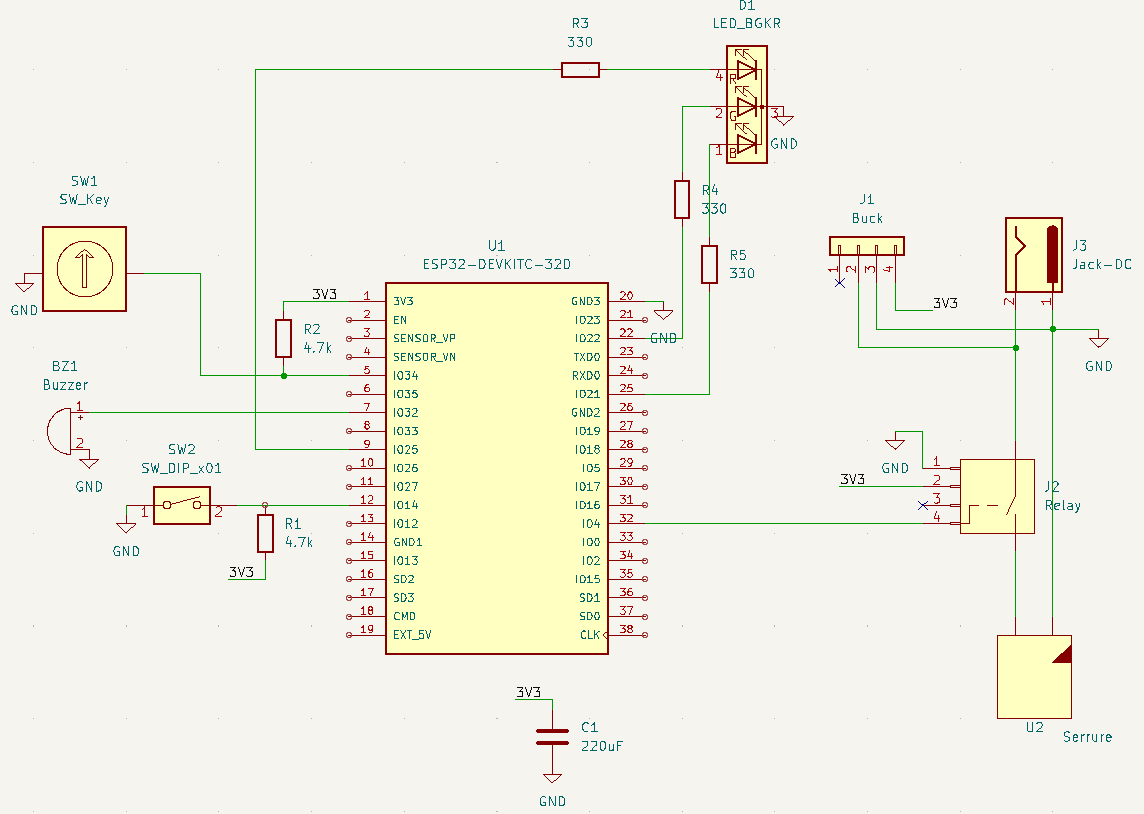 D1
LED_BGKR
R3
330
4
R
2
G
3
1
B
GND
SW1
SW_Key
GND
R4
330
R5
330
J1
Buck
1
2
3
4
3V3
J3
Jack-DC
2
1
GND
U1
ESP32-DEVKITC-32D
3V3
R2
4.7k
1 3V3 GND3 20
2 EN IO23 21
3 SENSOR_VP IO22 22
4 SENSOR_VN TXD0 23
5 IO34 RXD0 24
6 IO35 IO21 25
7 IO32 GND2 26
8 IO33 IO19 27
9 IO25 IO18 28
10 IO26 IO5 29
11 IO27 IO17 30
12 IO14 IO16 31
13 IO12 IO4 32
14 GND1 IO0 33
15 IO13 IO2 34
16 SD2 IO15 35
17 SD3 SD1 36
18 CMD SD0 37
19 EXT_5V CLK 38
GND
BZ1
Buzzer
1
+
2
GND
SW2
SW_DIP_x01
1
2
GND
R1
4.7k
3V3
GND
3V3
1
2
3
4
J2
Relay
3V3
C1
220uF
GND
U2
Serrure